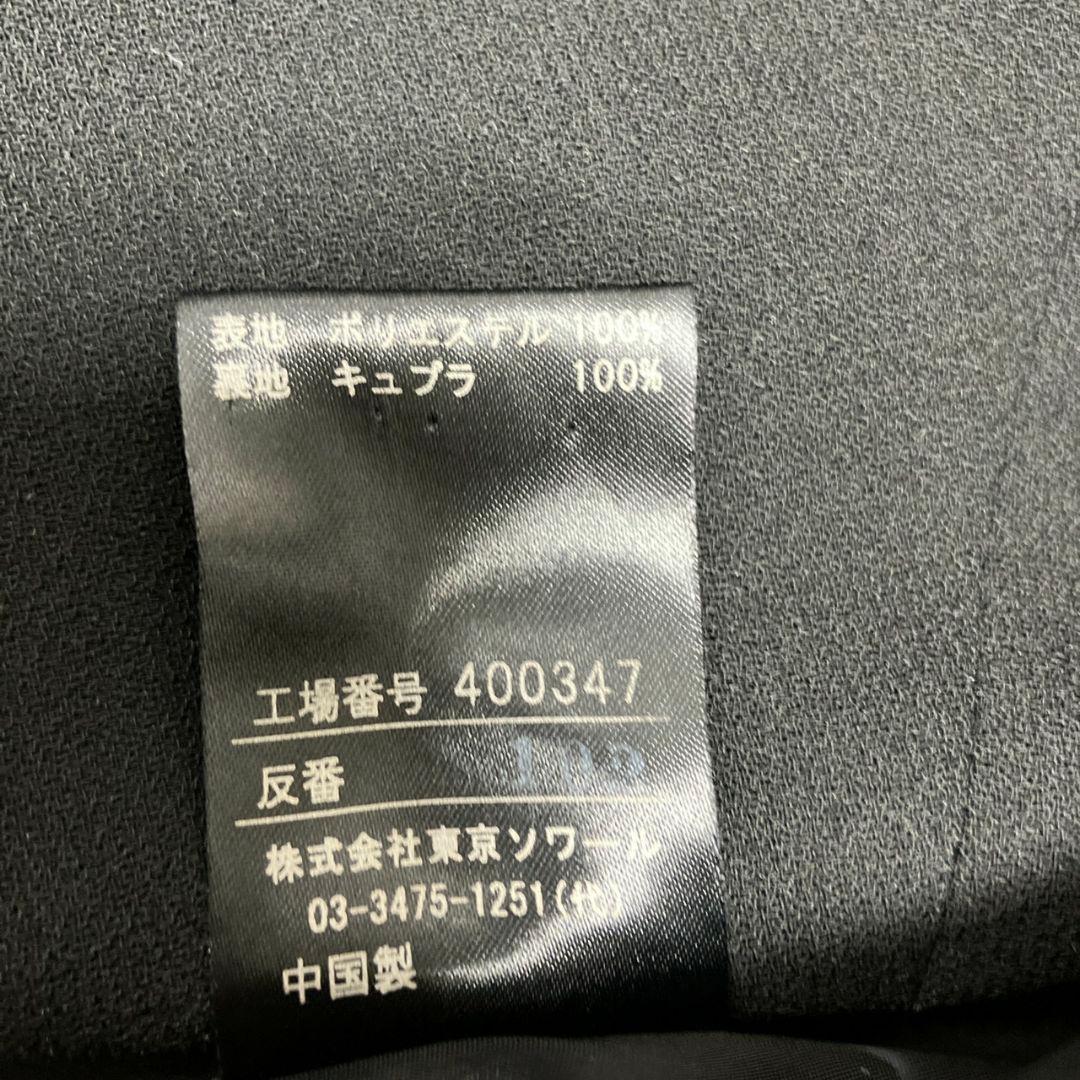 表地 ポリエステル 100%
裏地 キュプラ 100%
工場番号 400347
反番
株式会社東京ソワール
03-3475-1251(代)
中国製